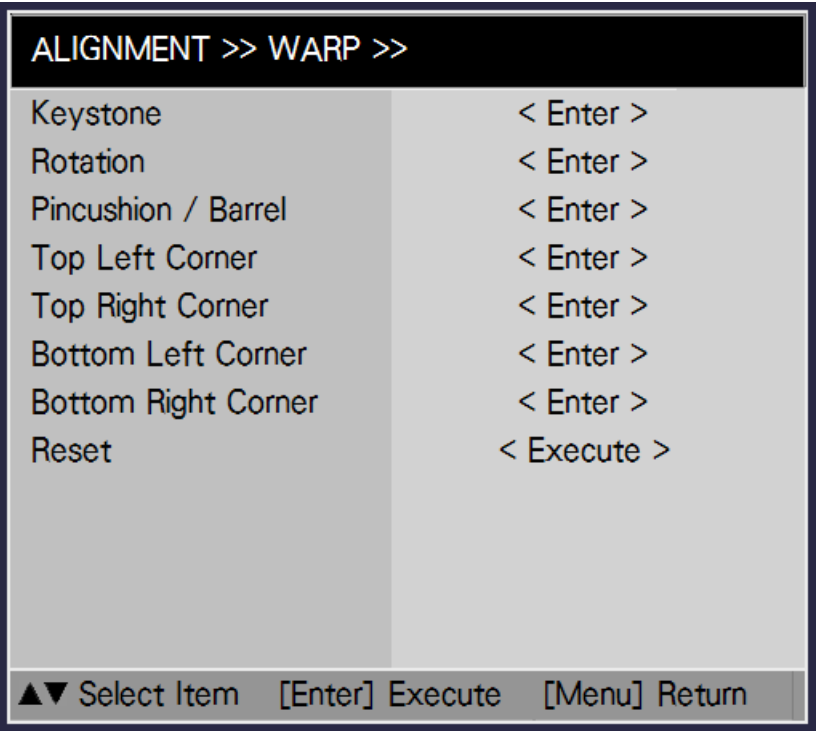 ALIGNMENT >> WARP >>
Keystone < Enter >
Rotation < Enter >
Pincushion / Barrel < Enter >
Top Left Corner < Enter >
Top Right Corner < Enter >
Bottom Left Corner < Enter >
Bottom Right Corner < Enter >
Reset < Execute >
▲▼ Select Item [Enter] Execute [Menu] Return